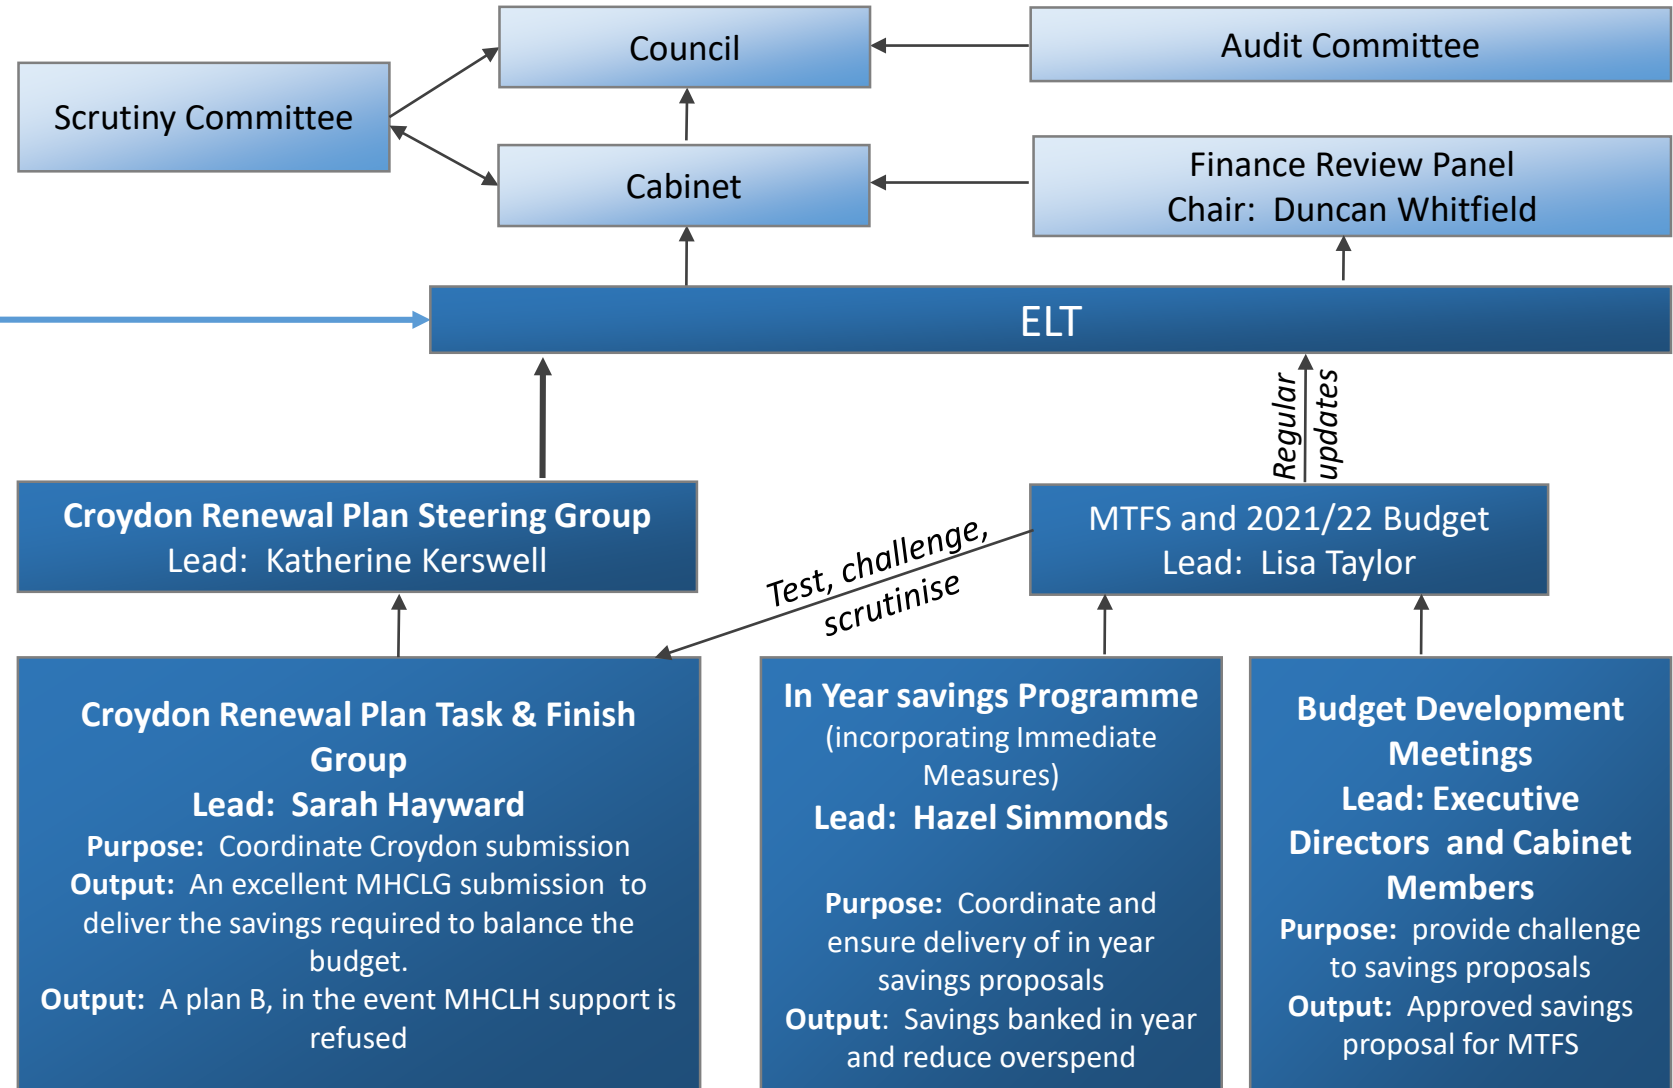 Council
Audit Committee
Scrutiny Committee
Cabinet
Finance Review Panel
Chair:  Duncan Whitfield
ELT
Regular
updates
Croydon Renewal Plan Steering Group
Lead:  Katherine Kerswell
Test, challenge,
scrutinise
MTFS and 2021/22 Budget
Lead:  Lisa Taylor
Croydon Renewal Plan Task & Finish
Group
Lead:  Sarah Hayward
Purpose:  Coordinate Croydon submission
Output:  An excellent MHCLG submission  to
deliver the savings required to balance the
budget.
Output:  A plan B, in the event MHCLH support is
refused
In Year savings Programme
(incorporating Immediate
Measures)
Lead:  Hazel Simmonds
Purpose:  Coordinate and
ensure delivery of in year
savings proposals
Output:  Savings banked in year
and reduce overspend
Budget Development
Meetings
Lead: Executive
Directors  and Cabinet
Members
Purpose:  provide challenge
to savings proposals
Output:  Approved savings
proposal for MTFS